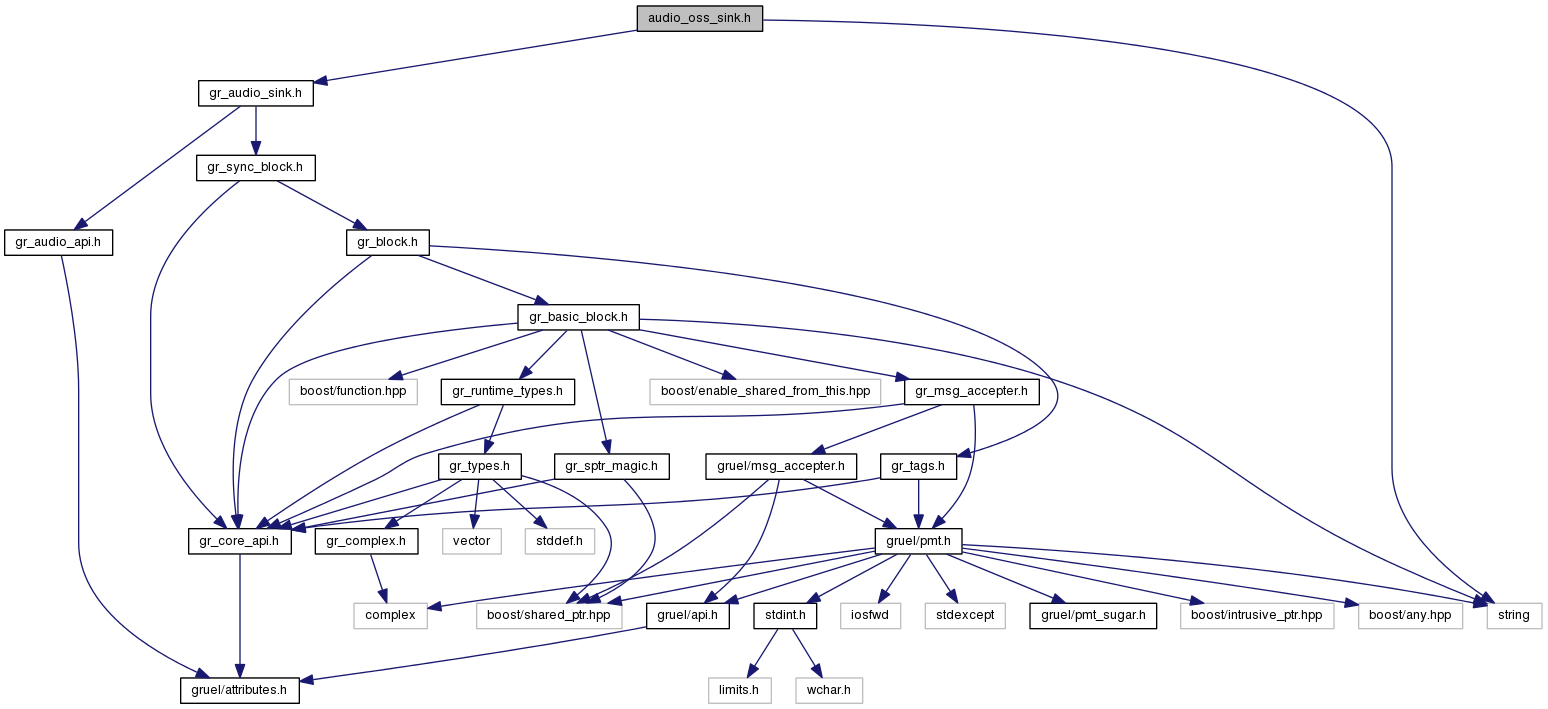 audio_oss_sink.h
gr_audio_sink.h
gr_sync_block.h
gr_audio_api.h
gr_block.h
gr_basic_block.h
boost/function.hpp
gr_runtime_types.h
boost/enable_shared_from_this.hpp
gr_msg_accepter.h
gr_types.h
gr_sptr_magic.h
gruel/msg_accepter.h
gr_tags.h
gr_core_api.h
gr_complex.h
vector
stddef.h
gruel/pmt.h
complex
boost/shared_ptr.hpp
gruel/api.h
stdint.h
iosfwd
stdexcept
gruel/pmt_sugar.h
boost/intrusive_ptr.hpp
boost/any.hpp
string
gruel/attributes.h
limits.h
wchar.h